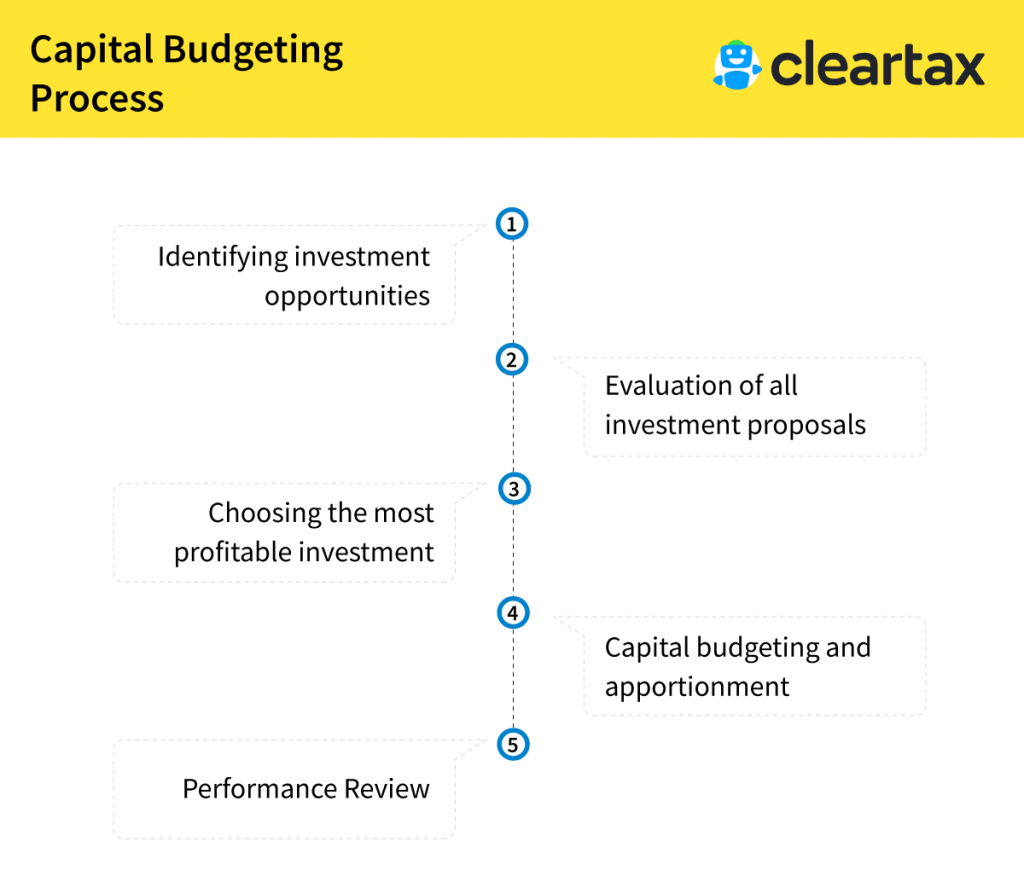 Capital Budgeting
Process
cleartax
1
Identifying investment
opportunities
2
Evaluation of all
investment proposals
3
Choosing the most
profitable investment
4
Capital budgeting and
apportionment
5
Performance Review